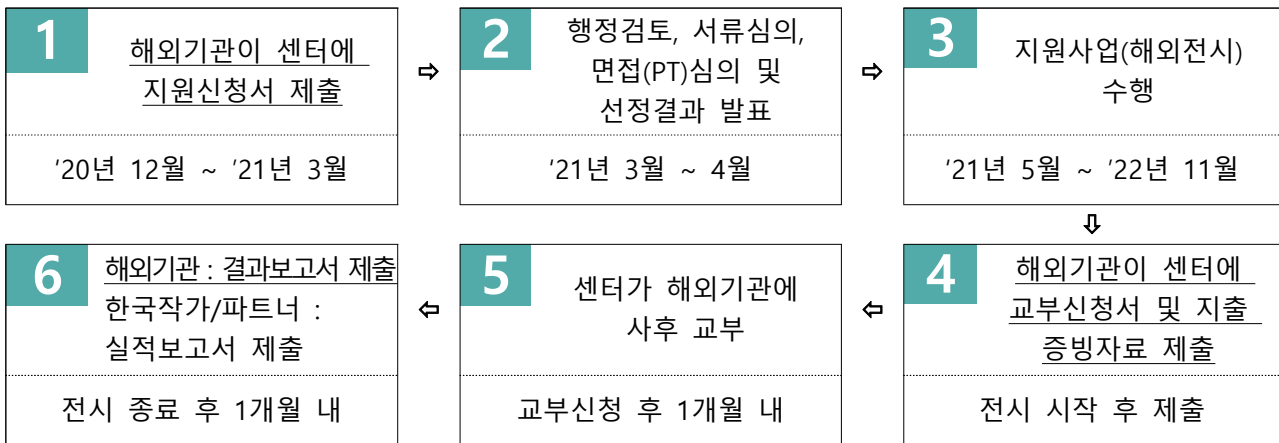 1
해외기관이 센터에
지원신청서 제출
'20년 12월 ~ '21년 3월
⇨
2
행정검토, 서류심의,
면접(PT)심의 및
선정결과 발표
'21년 3월 ~ 4월
⇨
3
지원사업(해외전시)
수행
'21년 5월 ~ '22년 11월
⇩
4
해외기관이 센터에
교부신청서 및 지출
증빙자료 제출
전시 시작 후 제출
⇦
5
센터가 해외기관에
사후 교부
교부신청 후 1개월 내
⇦
6
해외기관 : 결과보고서 제출
한국작가/파트너 :
실적보고서 제출
전시 종료 후 1개월 내